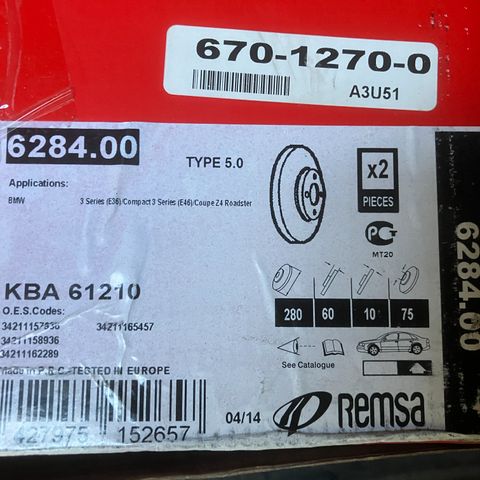 670-1270-0
A3U51
6284.00
TYPE 5.0
Applications:
BMW 3 Series (E36)/Compact 3 Series (E46)/Coupe Z4 Roadster
x2
PIECES
MT20
KBA 61210
O.E.S.Codes:
34211157536 34211165457
34211158936
34211162289
280 60 10 75
See Catalogue
Made in P.R.C.-TESTED IN EUROPE
427975 152657
04/14
Remsa
6284.00